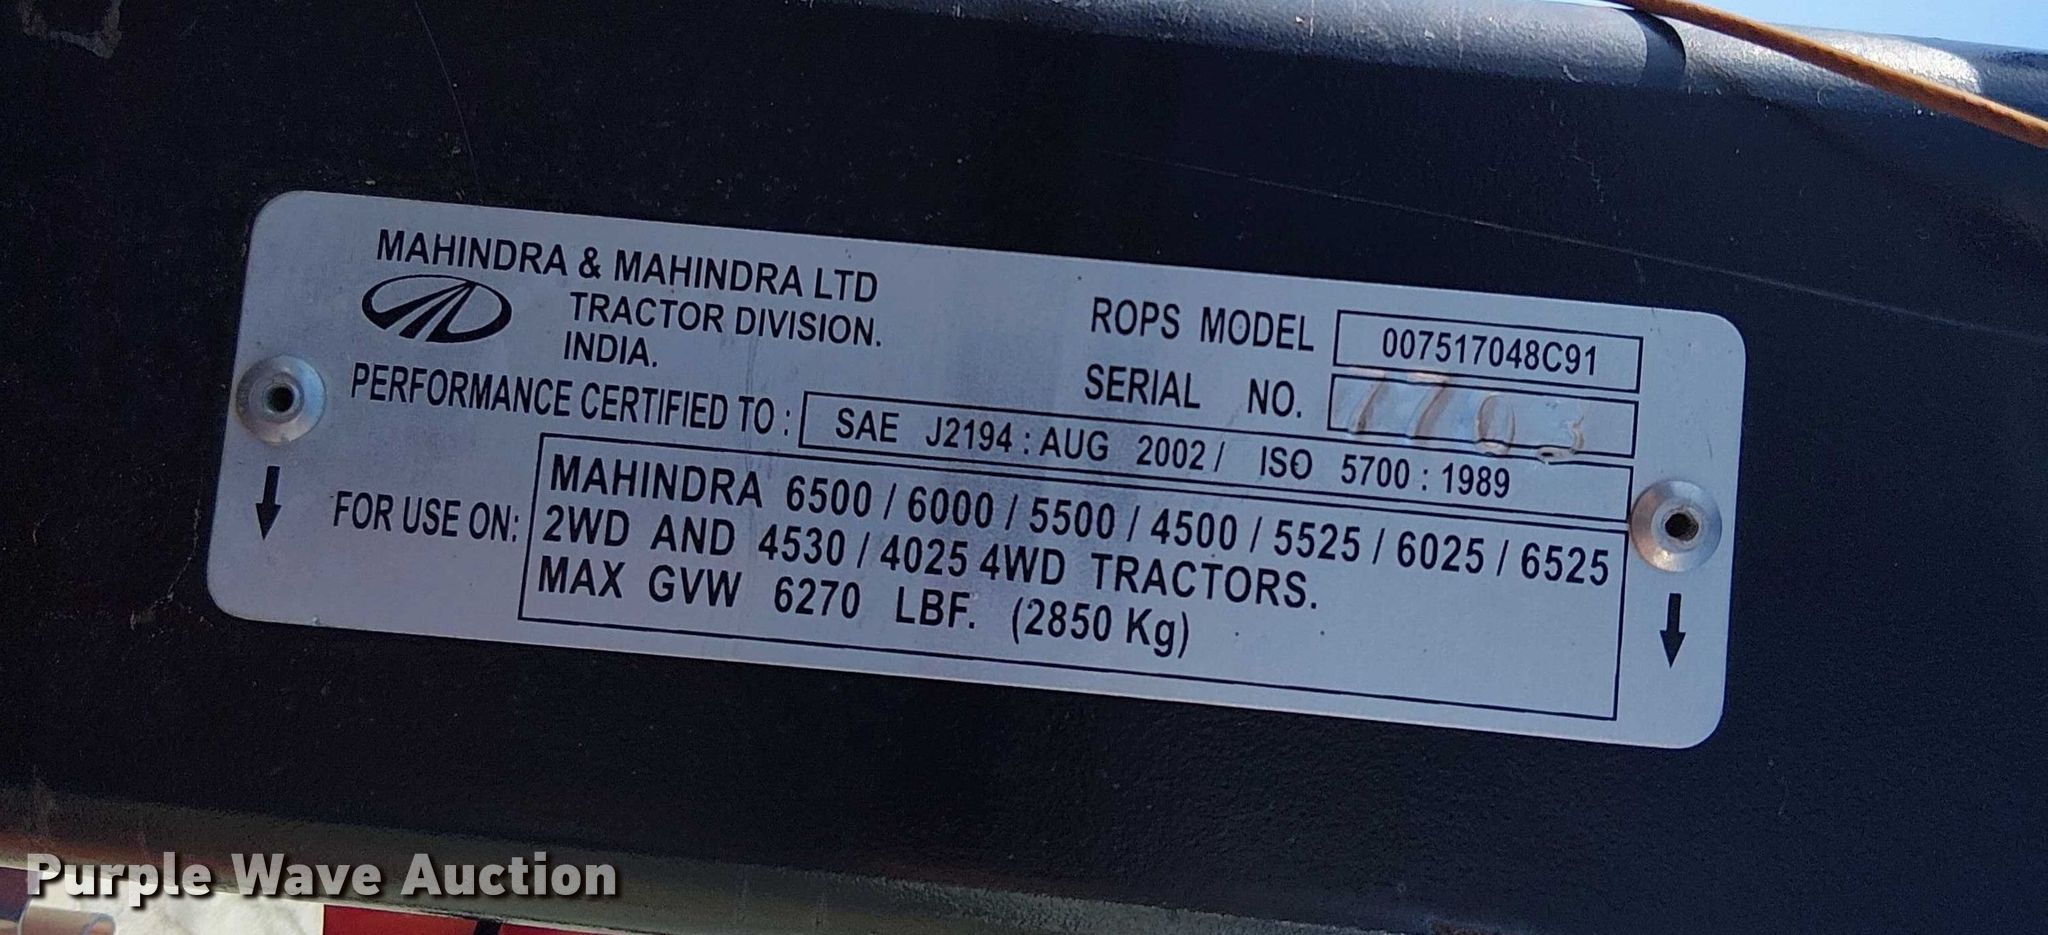 MAHINDRA & MAHINDRA LTD
TRACTOR DIVISION.
INDIA.
ROPS MODEL 007517048C91
SERIAL NO. 7703
PERFORMANCE CERTIFIED TO : SAE J2194 : AUG 2002 / ISO 5700 : 1989
FOR USE ON: MAHINDRA 6500 / 6000 / 5500 / 4500 / 5525 / 6025 / 6525
2WD AND 4530 / 4025 4WD TRACTORS.
MAX GVW 6270 LBF. (2850 Kg)
Purple Wave Auction